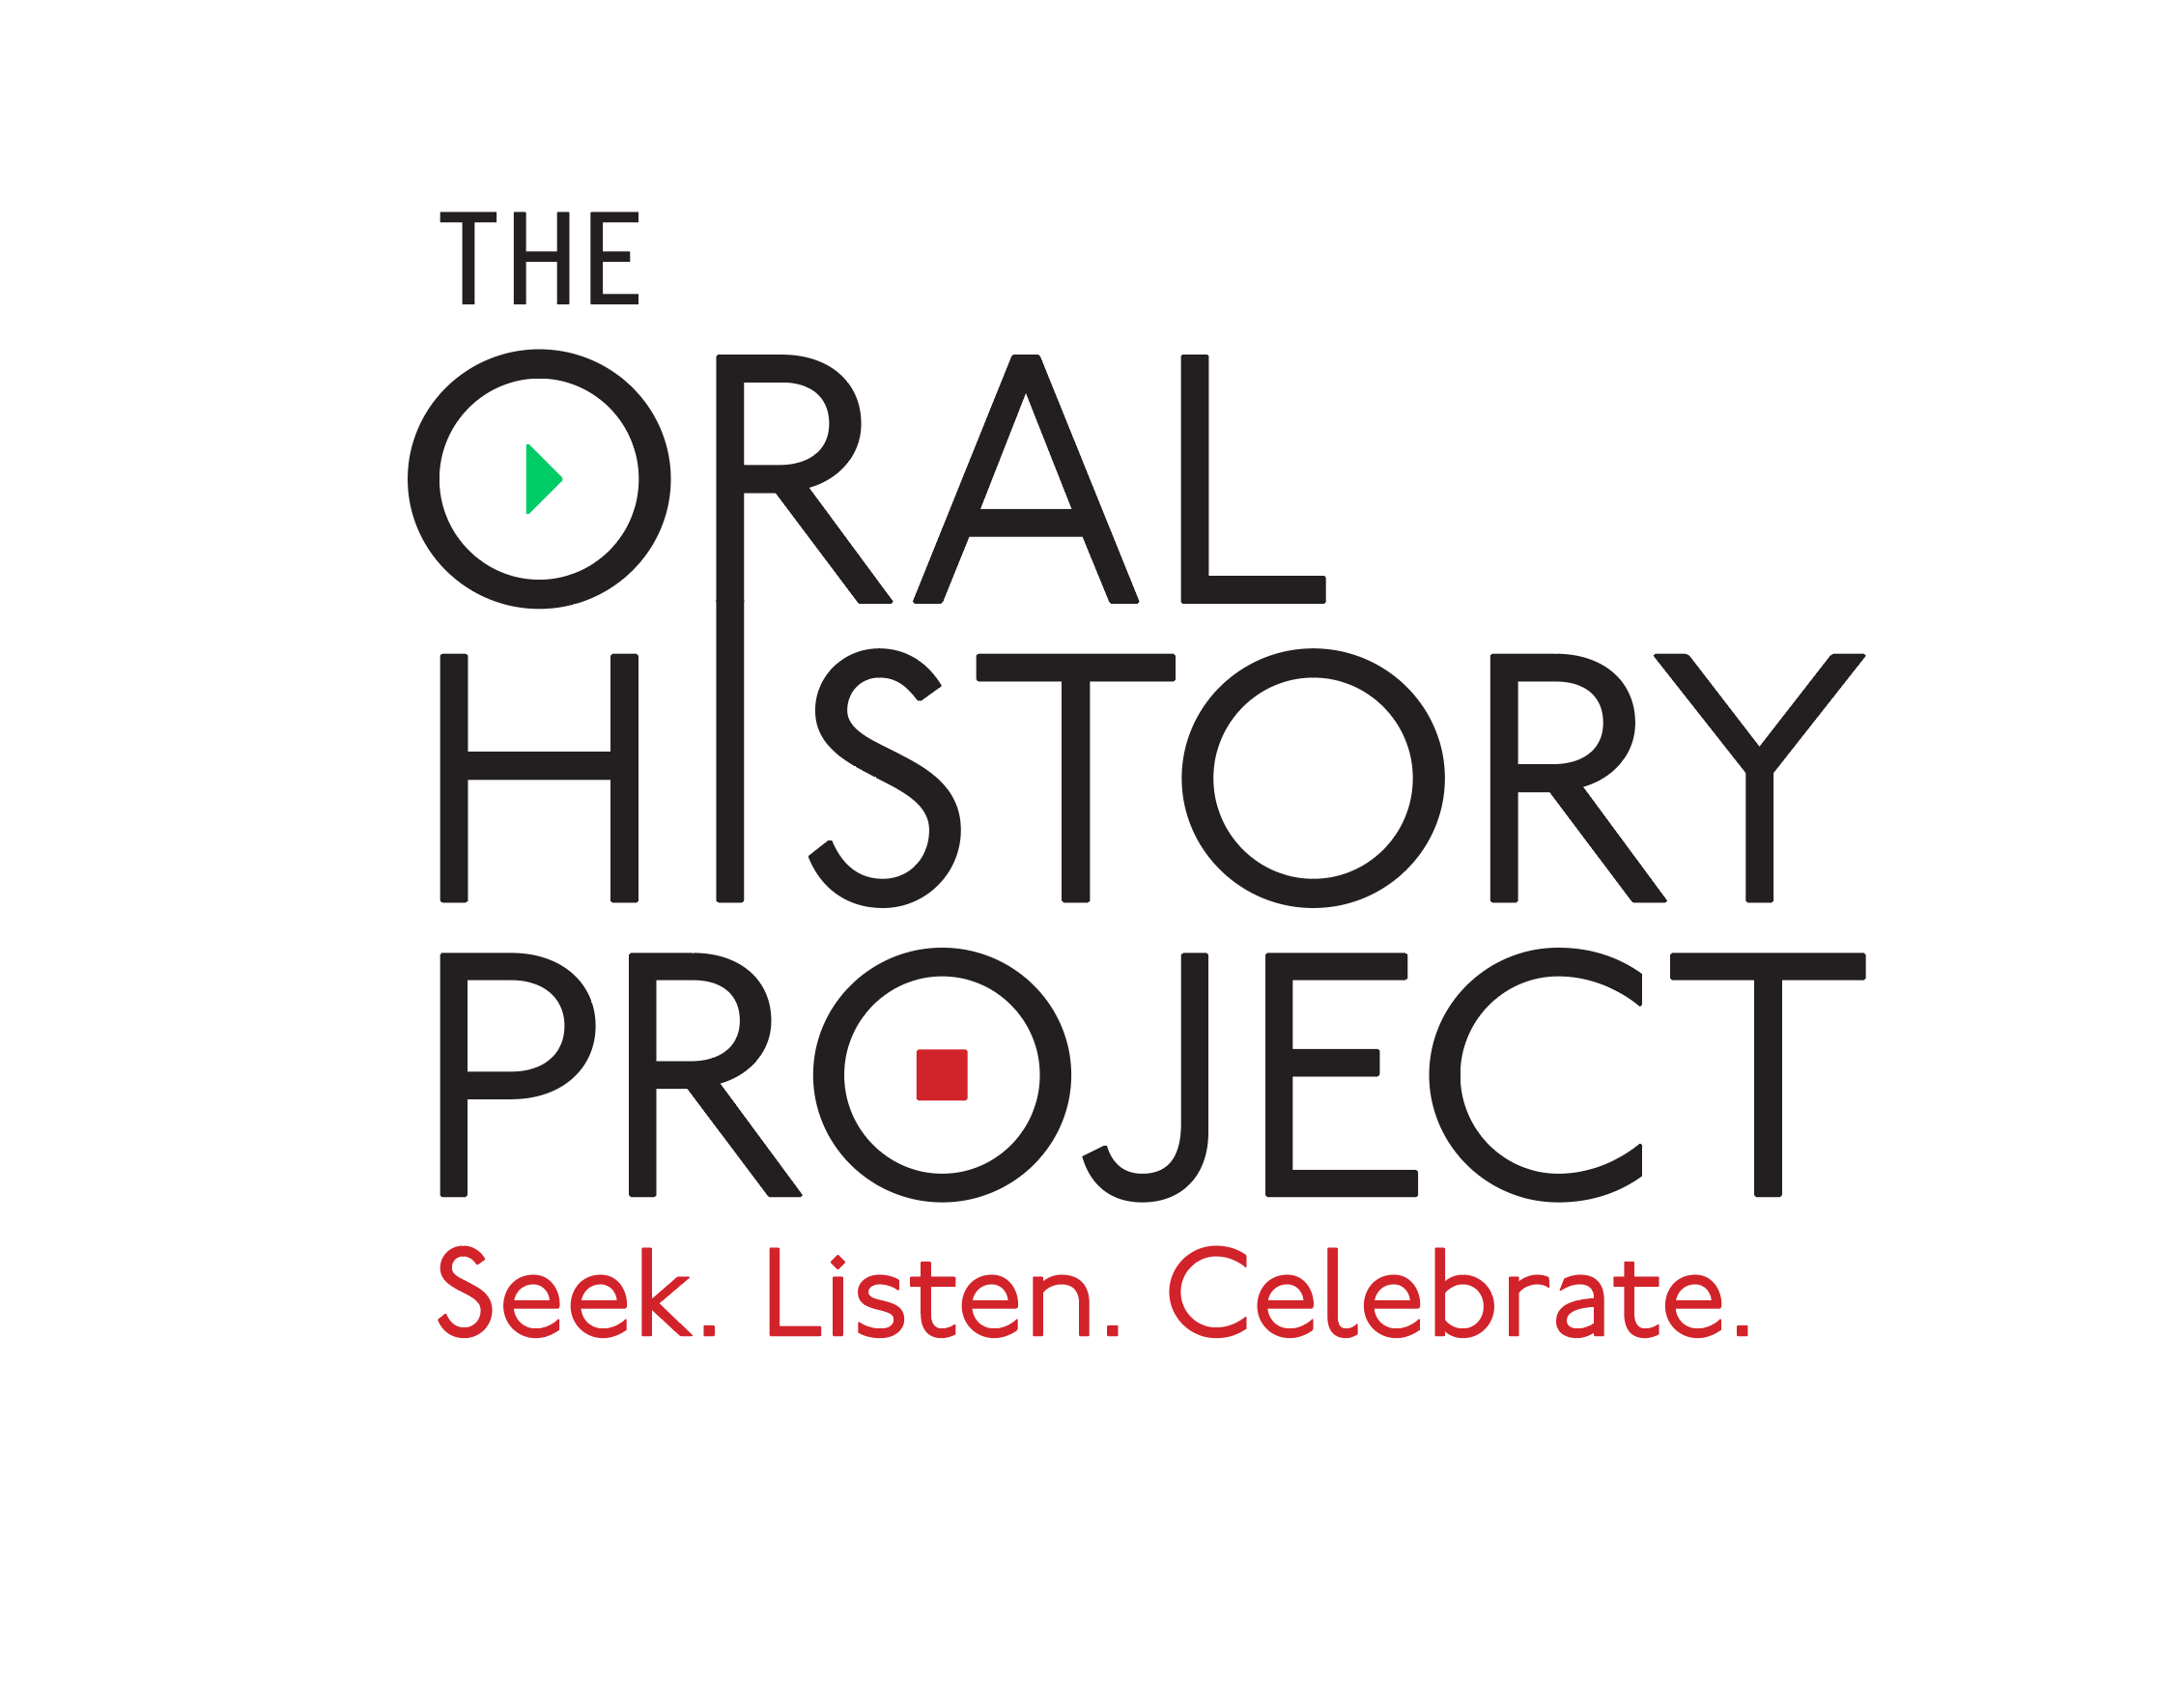 THE
ORAL
HISTORY
PROJECT
Seek. Listen. Celebrate.